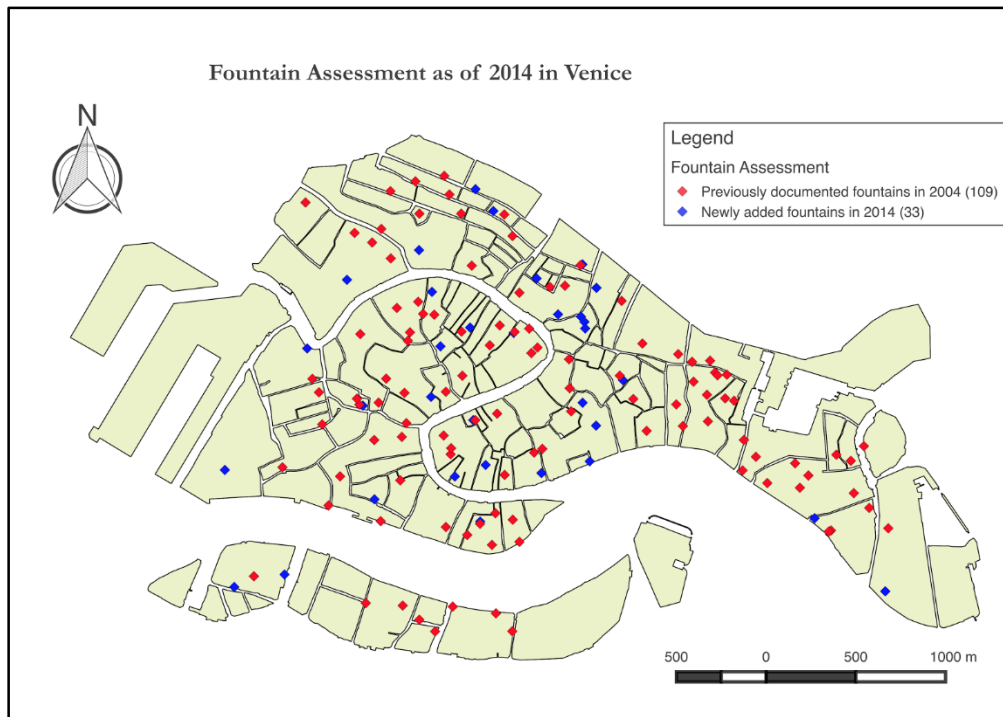 Fountain Assessment as of 2014 in Venice
N
Legend
Fountain Assessment
Previously documented fountains in 2004 (109)
Newly added fountains in 2014 (33)
500 0 500 1000 m